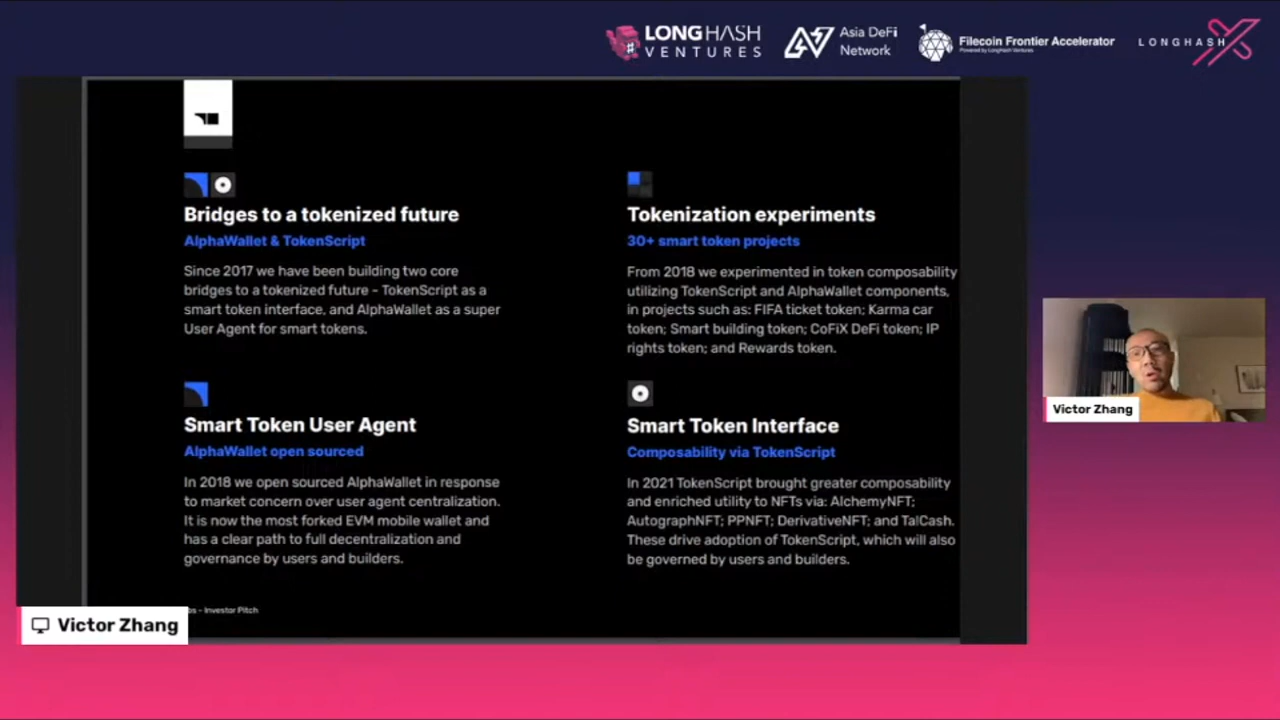 LONGHASH
VENTURES
Asia DeFi
Network
Filecoin Frontier Accelerator
Powered by LongHash Ventures
LONGHASH
Bridges to a tokenized future
AlphaWallet & TokenScript
Since 2017 we have been building two core
bridges to a tokenized future - TokenScript as a
smart token interface, and AlphaWallet as a super
User Agent for smart tokens.
Tokenization experiments
30+ smart token projects
From 2018 we experimented in token composability
utilizing TokenScript and AlphaWallet components,
in projects such as: FIFA ticket token; Karma car
token; Smart building token; CoFiX DeFi token; IP
rights token; and Rewards token.
Smart Token User Agent
AlphaWallet open sourced
In 2018 we open sourced AlphaWallet in response
to market concern over user agent centralization.
It is now the most forked EVM mobile wallet and
has a clear path to full decentralization and
governance by users and builders.
Smart Token Interface
Composability via TokenScript
In 2021 TokenScript brought greater composability
and enriched utility to NFTs via: AlchemyNFT;
AutographNFT; PPNFT; DerivativeNFT; and TalCash.
These drive adoption of TokenScript, which will also
be governed by users and builders.
bs - Investor Pitch
Victor Zhang
Victor Zhang